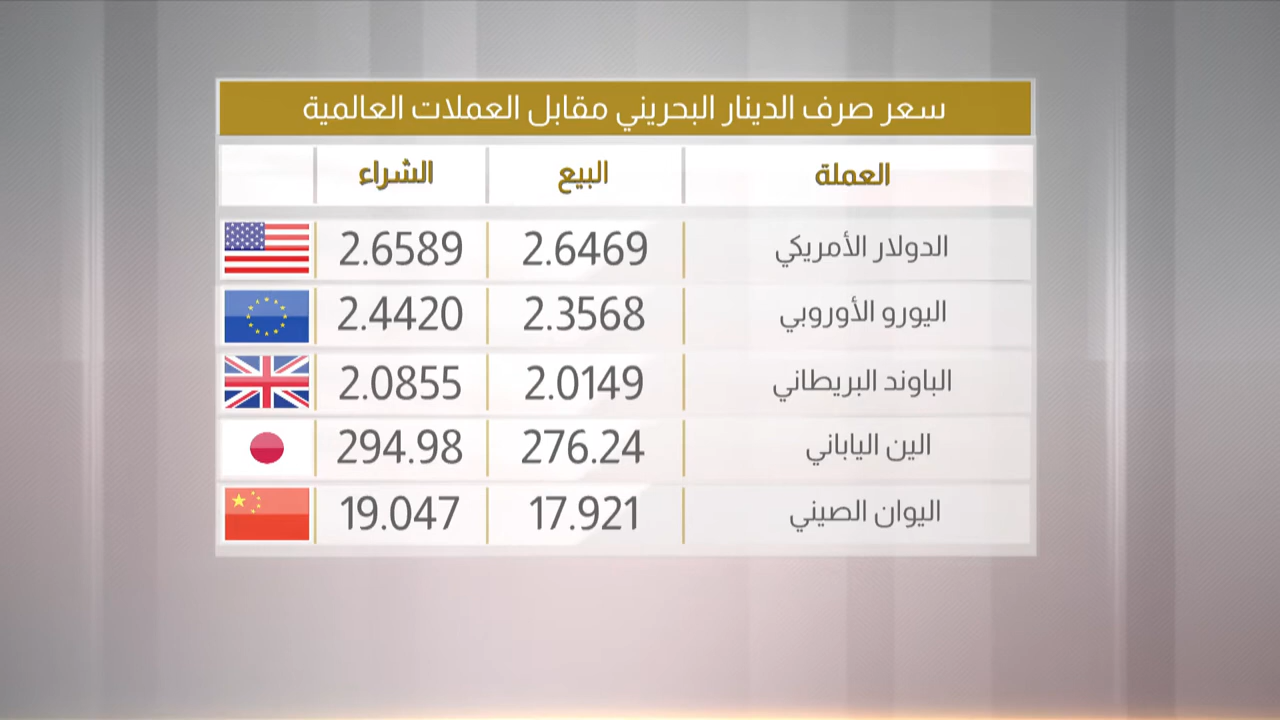 سعر صرف الدينار البحريني مقابل العملات العالمية
العملة البيع الشراء
الدولار الأمريكي 2.6469 2.6589
اليورو الأوروبي 2.3568 2.4420
الباوند البريطاني 2.0149 2.0855
الين الياباني 276.24 294.98
اليوان الصيني 17.921 19.047